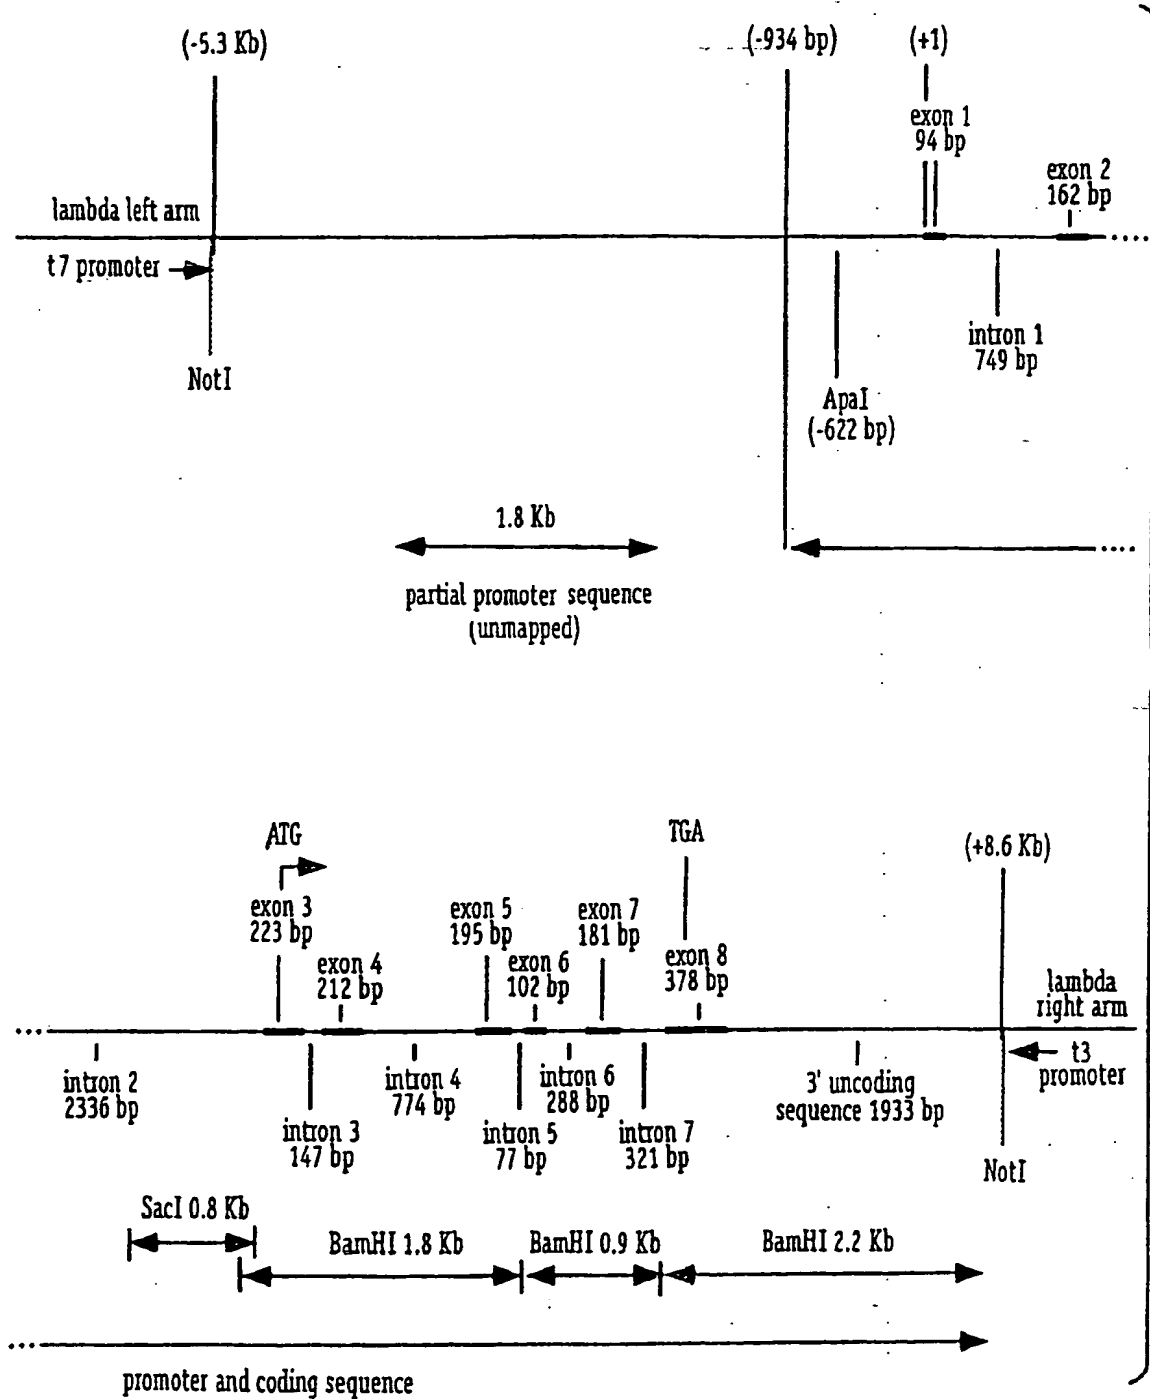 (-5.3 Kb)
(-934 bp)
(+1)
exon 1
94 bp
exon 2
162 bp
lambda left arm
t7 promoter
intron 1
749 bp
NotI
ApaI
(-622 bp)
1.8 Kb
partial promoter sequence
(unmapped)
ATG
TGA
(+8.6 Kb)
exon 3
223 bp
exon 4
212 bp
exon 5
195 bp
exon 6
102 bp
exon 7
181 bp
exon 8
378 bp
lambda
right arm
t3
promoter
intron 2
2336 bp
intron 3
147 bp
intron 4
774 bp
intron 5
77 bp
intron 6
288 bp
intron 7
321 bp
3' uncoding
sequence 1933 bp
NotI
SacI 0.8 Kb
BamHI 1.8 Kb
BamHI 0.9 Kb
BamHI 2.2 Kb
promoter and coding sequence